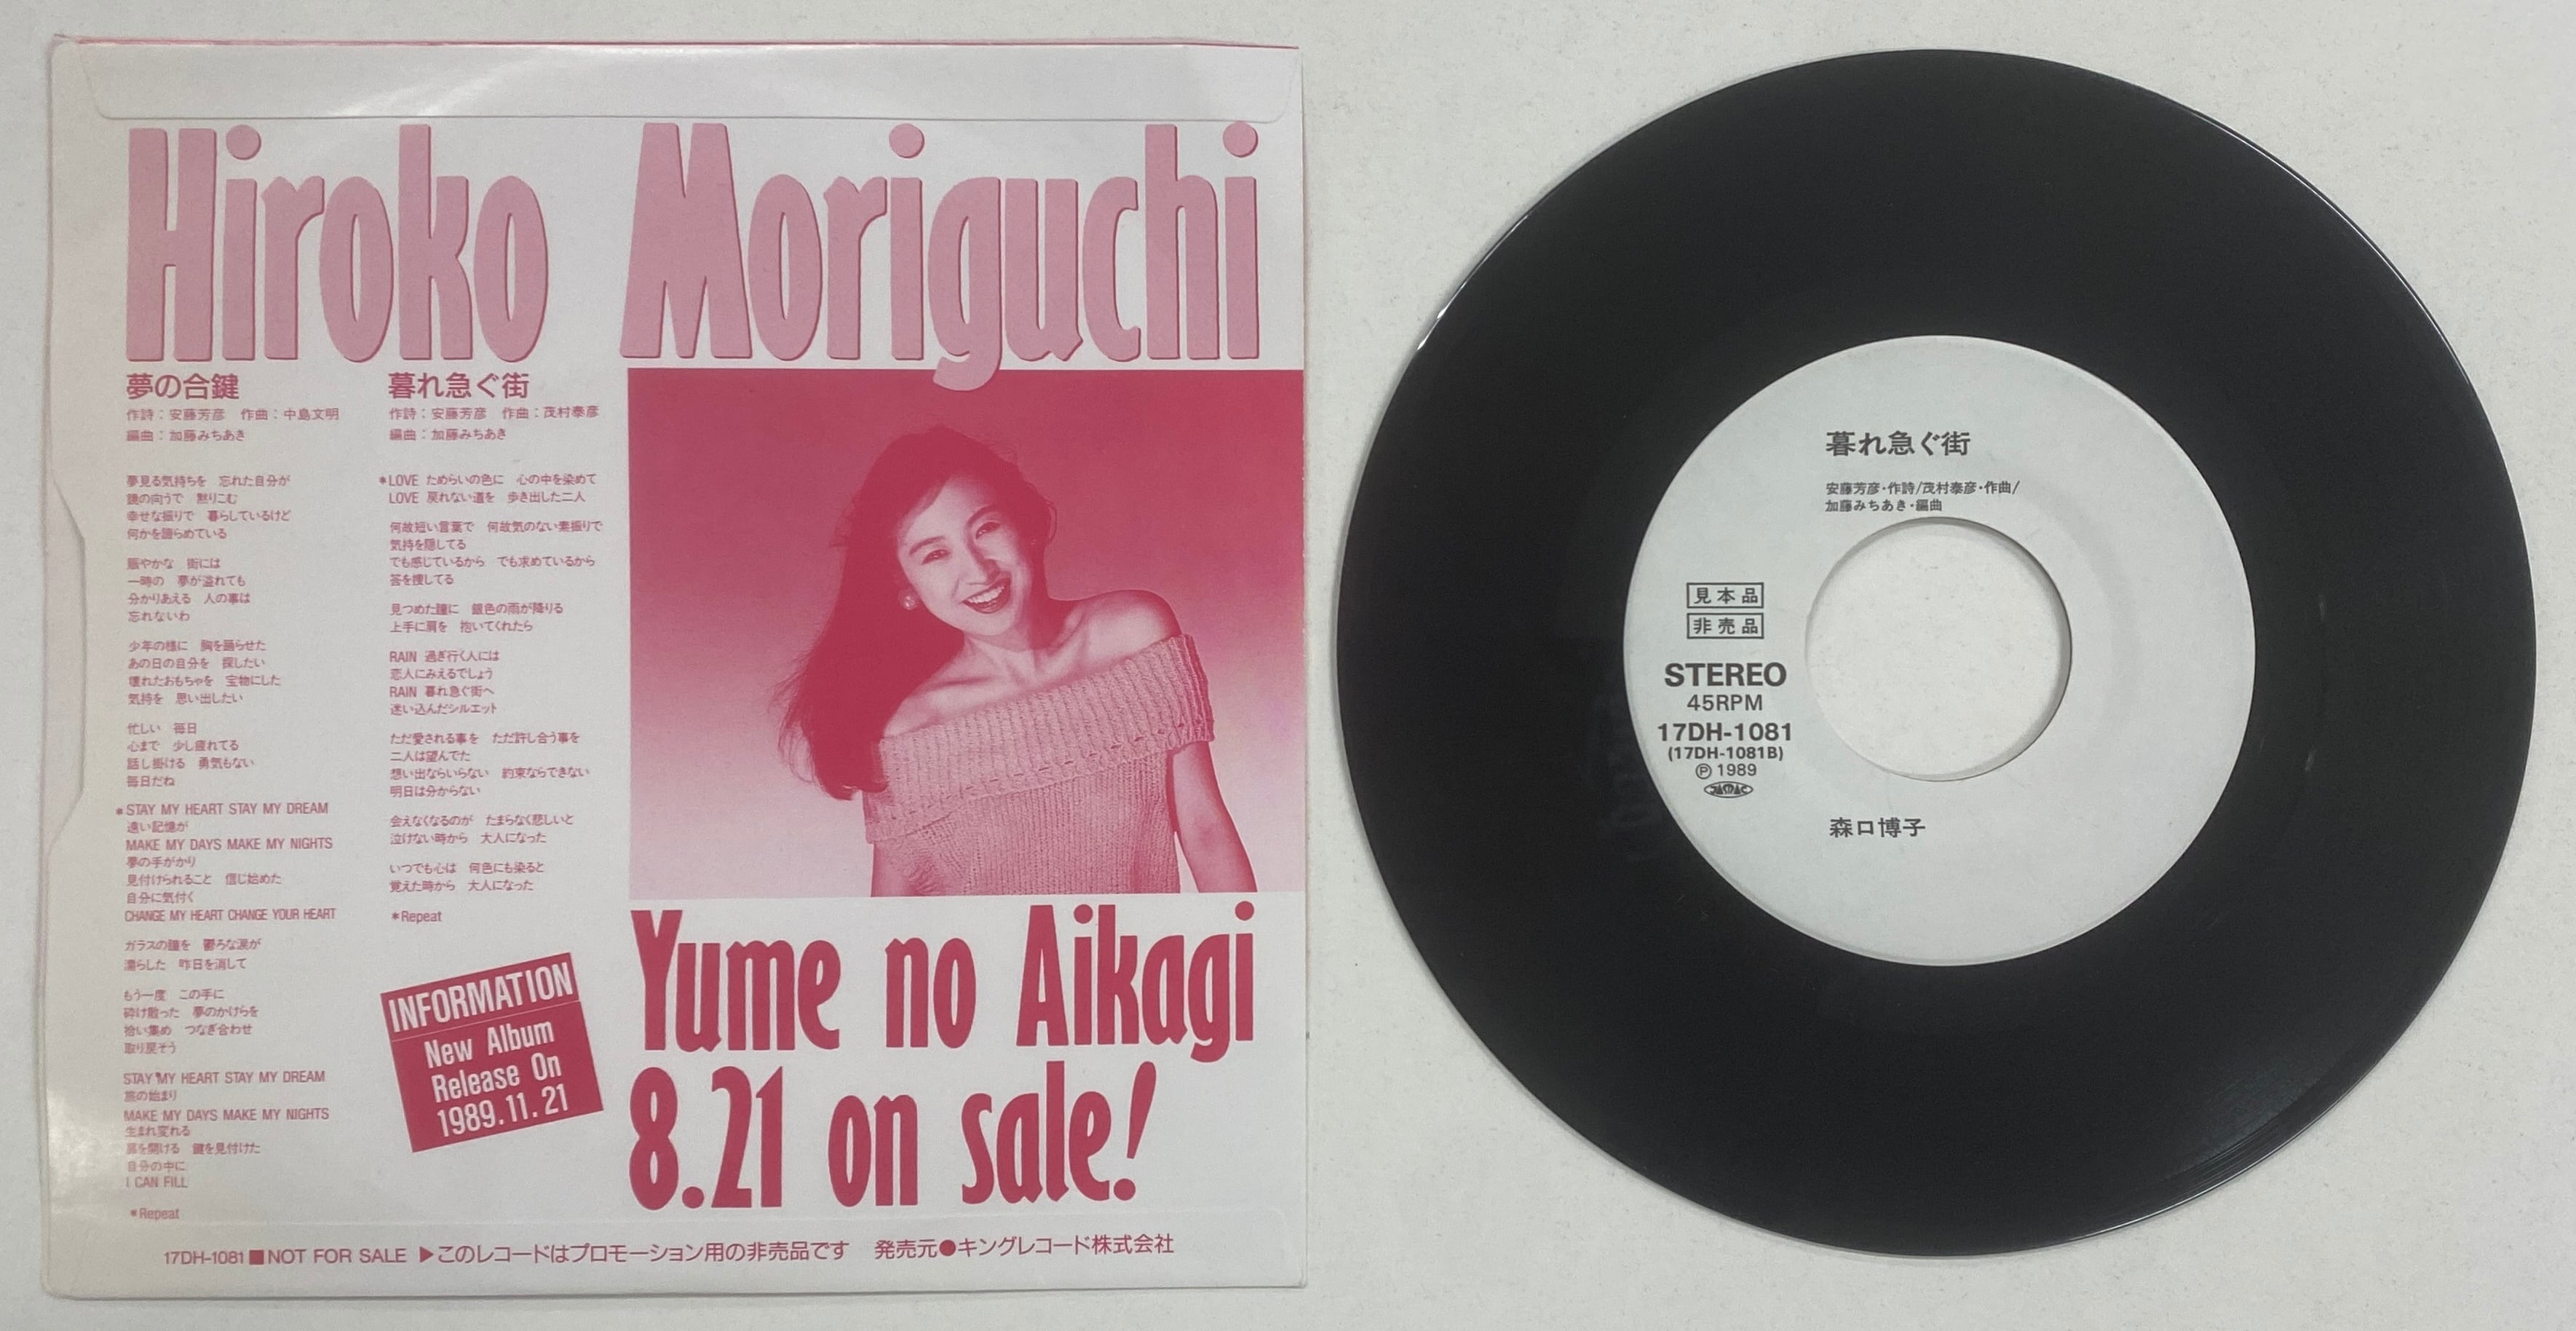 Hiroko Moriguchi
夢の合鍵
作詩：安藤芳彦 作曲：中島文明
編曲：加藤みちあき
夢見る気持ちを 忘れた自分が
鏡の向うで 黙りこむ
幸せな振りで 暮らしているけど
何かを諦らめている
賑やかな 街には
一時の 夢が溢れても
分かりあえる 人の事は
忘れないわ
少年の様に 胸を踊らせた
あの日の自分を 探したい
壊れたおもちゃを 宝物にした
気持を 思い出したい
忙しい 毎日
心まで 少し疲れてる
話し掛ける 勇気もない
毎日だね
*STAY MY HEART STAY MY DREAM
遠い記憶が
MAKE MY DAYS MAKE MY NIGHTS
夢の手がかり
見付けられること 信じ始めた
自分に気付く
CHANGE MY HEART CHANGE YOUR HEART
ガラスの瞳を 鬱ろな涙が
濡らした 昨日を消して
もう一度 この手に
砕け散った 夢のかけらを
拾い集め つなぎ合わせ
取り戻そう
STAY MY HEART STAY MY DREAM
旅の始まり
MAKE MY DAYS MAKE MY NIGHTS
生まれ変れる
扉を開ける 鍵を見付けた
自分の中に
I CAN FILL
*Repeat
暮れ急ぐ街
作詩：安藤芳彦 作曲：茂村泰彦
編曲：加藤みちあき
*LOVE ためらいの色に 心の中を染めて
LOVE 戻れない道を 歩き出した二人
何故短い言葉で 何故気のない素振りで
気持を隠してる
でも感じているから でも求めているから
答を捜してる
見つめた瞳に 銀色の雨が降りる
上手に肩を 抱いてくれたら
RAIN 過ぎ行く人には
恋人にみえるでしょう
RAIN 暮れ急ぐ街へ
迷い込んだシルエット
ただ愛される事を ただ許し合う事を
二人は望んでた
想い出ならいらない 約束ならできない
明日は分からない
会えなくなるのが たまらなく悲しいと
泣けない時から 大人になった
いつでも心は 何色にも染ると
覚えた時から 大人になった
*Repeat
INFORMATION
New Album
Release On
1989.11.21
Yume no Aikagi
8.21 on sale!
17DH-1081■NOT FOR SALE ▶このレコードはプロモーション用の非売品です 発売元●キングレコード株式会社
暮れ急ぐ街
安藤芳彦・作詩/茂村泰彦・作曲/
加藤みちあき・編曲
見本品
非売品
STEREO
45RPM
17DH-1081
(17DH-1081B)
Ⓟ 1989
JASRAC
森口博子